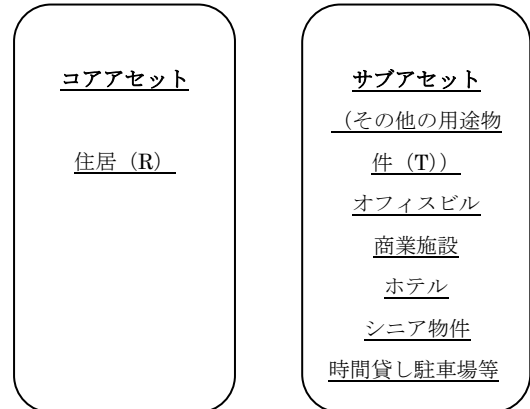 コアアセット
住居（R）
サブアセット
（その他の用途物
件（T））
オフィスビル
商業施設
ホテル
シニア物件
時間貸し駐車場等